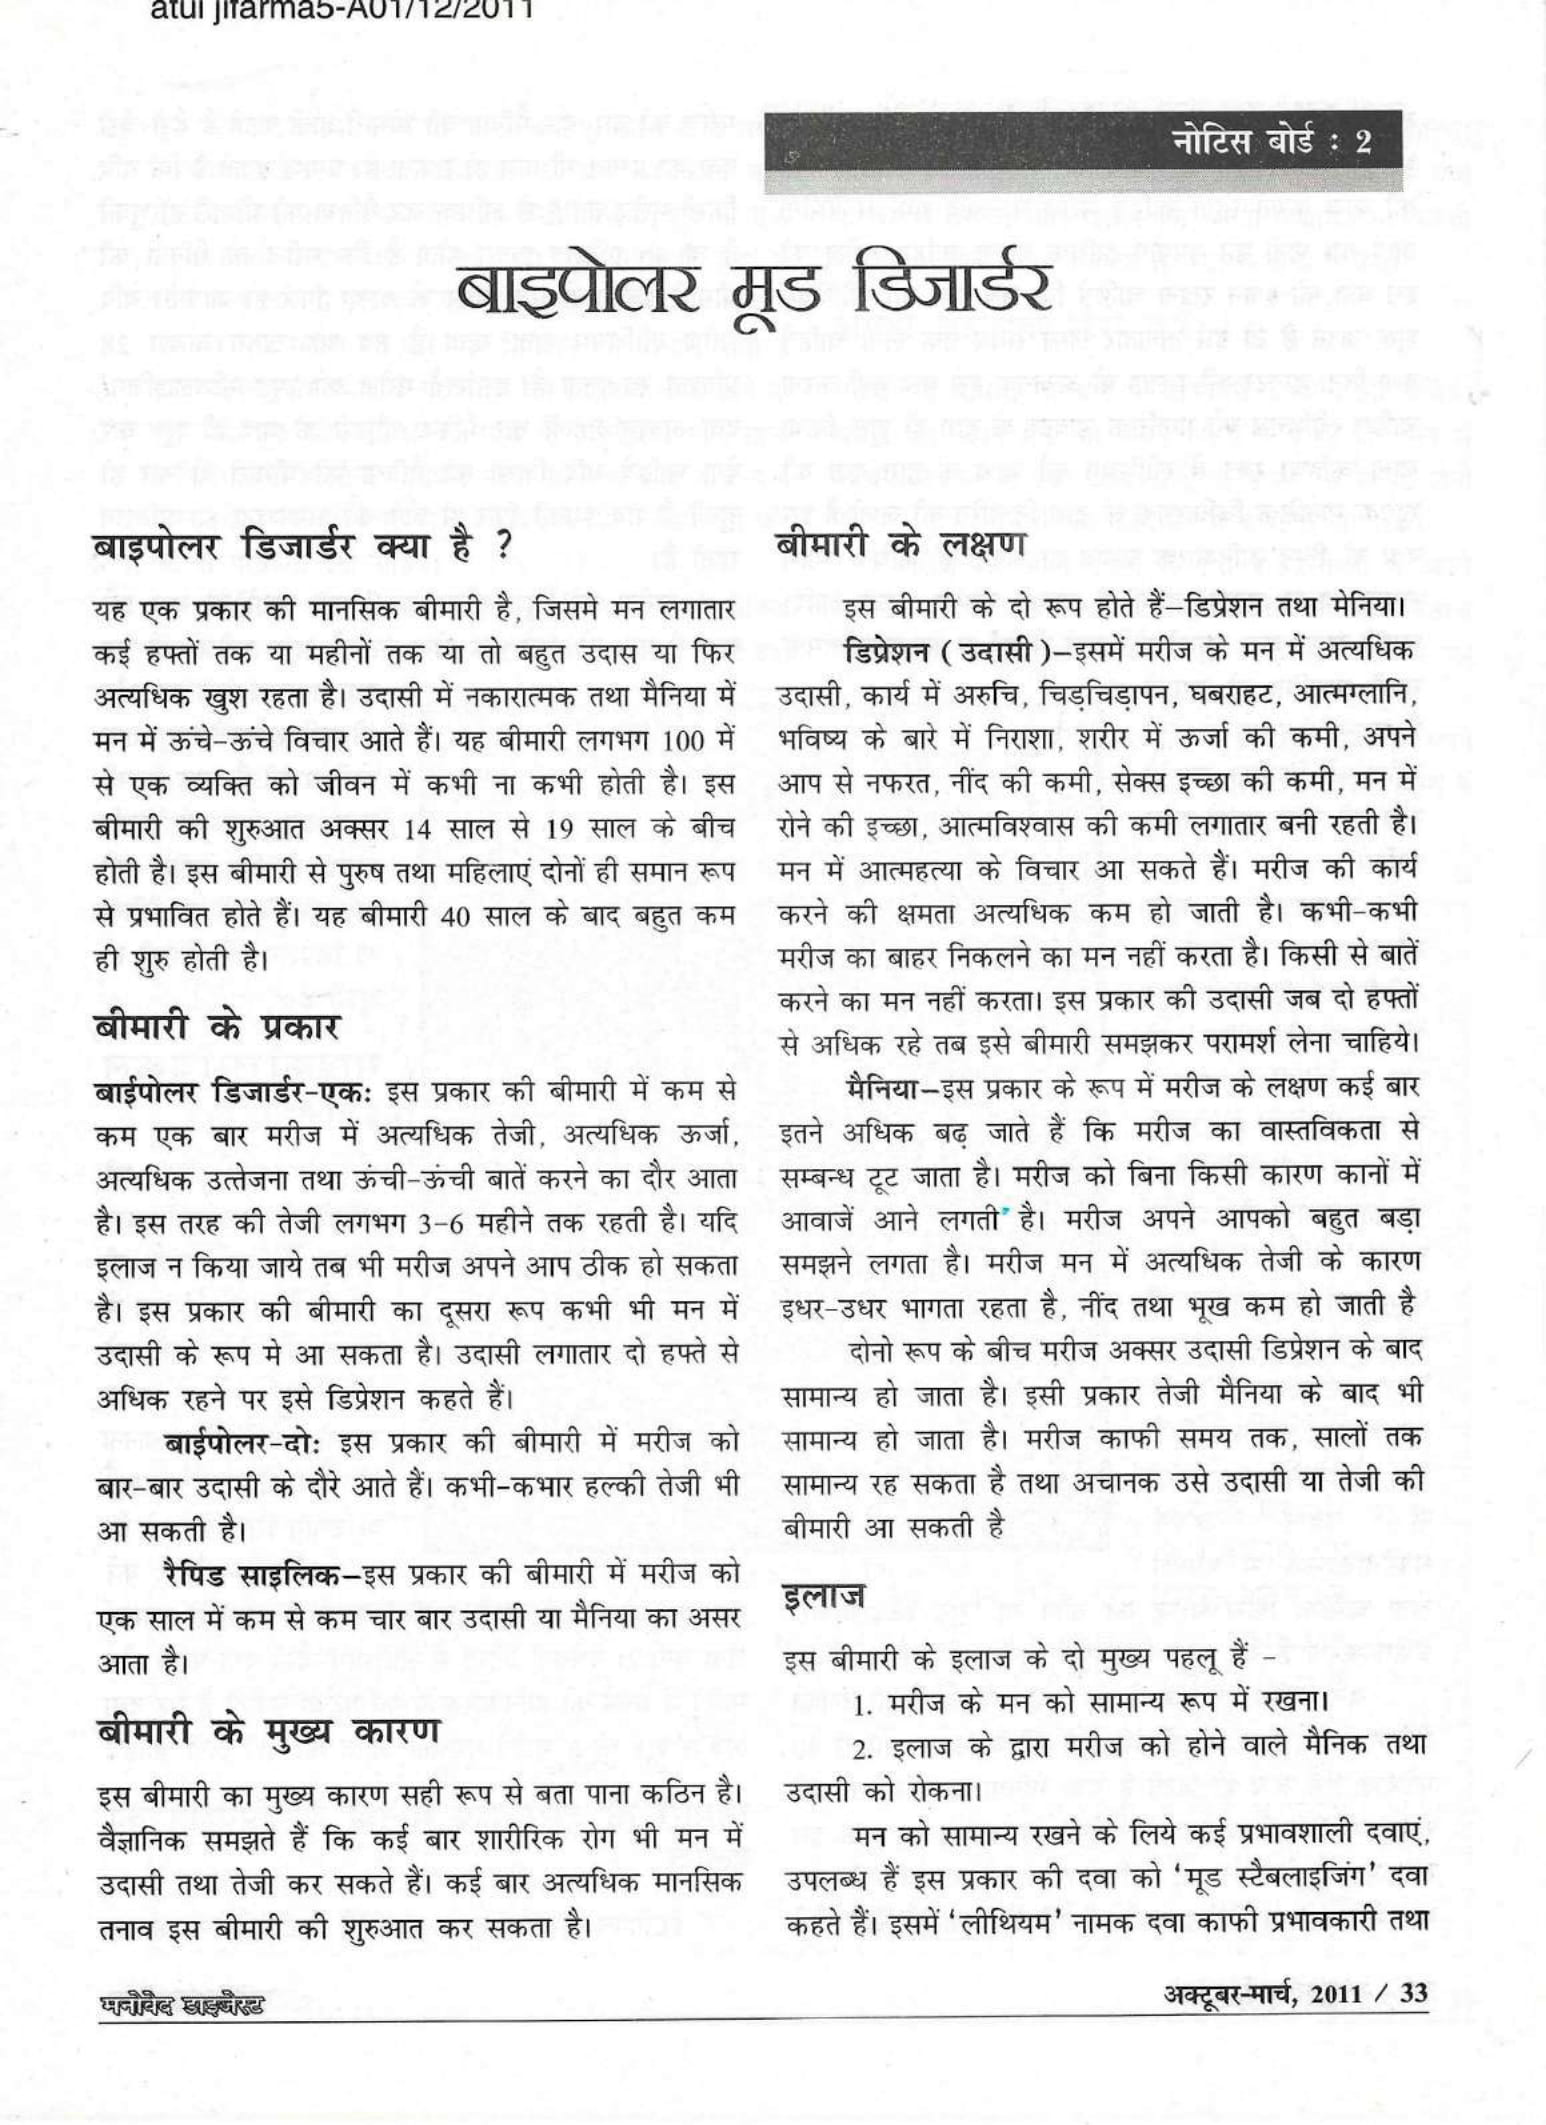 atul jifarma5-A01/12/2011
नोटिस बोर्ड : 2
बाइपोलर मूड डिजार्डर
बाइपोलर डिजार्डर क्या है ?
यह एक प्रकार की मानसिक बीमारी है, जिसमे मन लगातार
कई हफ्तों तक या महीनों तक या तो बहुत उदास या फिर
अत्यधिक खुश रहता है। उदासी में नकारात्मक तथा मैनिया में
मन में ऊंचे-ऊंचे विचार आते हैं। यह बीमारी लगभग 100 में
से एक व्यक्ति को जीवन में कभी ना कभी होती है। इस
बीमारी की शुरुआत अक्सर 14 साल से 19 साल के बीच
होती है। इस बीमारी से पुरुष तथा महिलाएं दोनों ही समान रूप
से प्रभावित होते हैं। यह बीमारी 40 साल के बाद बहुत कम
ही शुरु होती है।
बीमारी के प्रकार
बाईपोलर डिजार्डर-एक: इस प्रकार की बीमारी में कम से
कम एक बार मरीज में अत्यधिक तेजी, अत्यधिक ऊर्जा,
अत्यधिक उत्तेजना तथा ऊंची-ऊंची बातें करने का दौर आता
है। इस तरह की तेजी लगभग 3-6 महीने तक रहती है। यदि
इलाज न किया जाये तब भी मरीज अपने आप ठीक हो सकता
है। इस प्रकार की बीमारी का दूसरा रूप कभी भी मन में
उदासी के रूप मे आ सकता है। उदासी लगातार दो हफ्ते से
अधिक रहने पर इसे डिप्रेशन कहते हैं।
बाईपोलर-दो: इस प्रकार की बीमारी में मरीज को
बार-बार उदासी के दौरे आते हैं। कभी-कभार हल्की तेजी भी
आ सकती है।
रैपिड साइलिक–इस प्रकार की बीमारी में मरीज को
एक साल में कम से कम चार बार उदासी या मैनिया का असर
आता है।
बीमारी के मुख्य कारण
इस बीमारी का मुख्य कारण सही रूप से बता पाना कठिन है।
वैज्ञानिक समझते हैं कि कई बार शारीरिक रोग भी मन में
उदासी तथा तेजी कर सकते हैं। कई बार अत्यधिक मानसिक
तनाव इस बीमारी की शुरुआत कर सकता है।
बीमारी के लक्षण
इस बीमारी के दो रूप होते हैं–डिप्रेशन तथा मेनिया।
डिप्रेशन ( उदासी )–इसमें मरीज के मन में अत्यधिक
उदासी, कार्य में अरुचि, चिड़चिड़ापन, घबराहट, आत्मग्लानि,
भविष्य के बारे में निराशा, शरीर में ऊर्जा की कमी, अपने
आप से नफरत, नींद की कमी, सेक्स इच्छा की कमी, मन में
रोने की इच्छा, आत्मविश्वास की कमी लगातार बनी रहती है।
मन में आत्महत्या के विचार आ सकते हैं। मरीज की कार्य
करने की क्षमता अत्यधिक कम हो जाती है। कभी-कभी
मरीज का बाहर निकलने का मन नहीं करता है। किसी से बातें
करने का मन नहीं करता। इस प्रकार की उदासी जब दो हफ्तों
से अधिक रहे तब इसे बीमारी समझकर परामर्श लेना चाहिये।
मैनिया–इस प्रकार के रूप में मरीज के लक्षण कई बार
इतने अधिक बढ़ जाते हैं कि मरीज का वास्तविकता से
सम्बन्ध टूट जाता है। मरीज को बिना किसी कारण कानों में
आवाजें आने लगती है। मरीज अपने आपको बहुत बड़ा
समझने लगता है। मरीज मन में अत्यधिक तेजी के कारण
इधर-उधर भागता रहता है, नींद तथा भूख कम हो जाती है
दोनो रूप के बीच मरीज अक्सर उदासी डिप्रेशन के बाद
सामान्य हो जाता है। इसी प्रकार तेजी मैनिया के बाद भी
सामान्य हो जाता है। मरीज काफी समय तक, सालों तक
सामान्य रह सकता है तथा अचानक उसे उदासी या तेजी की
बीमारी आ सकती है
इलाज
इस बीमारी के इलाज के दो मुख्य पहलू हैं -
1. मरीज के मन को सामान्य रूप में रखना।
2. इलाज के द्वारा मरीज को होने वाले मैनिक तथा
उदासी को रोकना।
मन को सामान्य रखने के लिये कई प्रभावशाली दवाएं,
उपलब्ध हैं इस प्रकार की दवा को 'मूड स्टैबलाइजिंग' दवा
कहते हैं। इसमें 'लीथियम' नामक दवा काफी प्रभावकारी तथा
मनोवेद डाइजेस्ट
अक्टूबर-मार्च, 2011 / 33